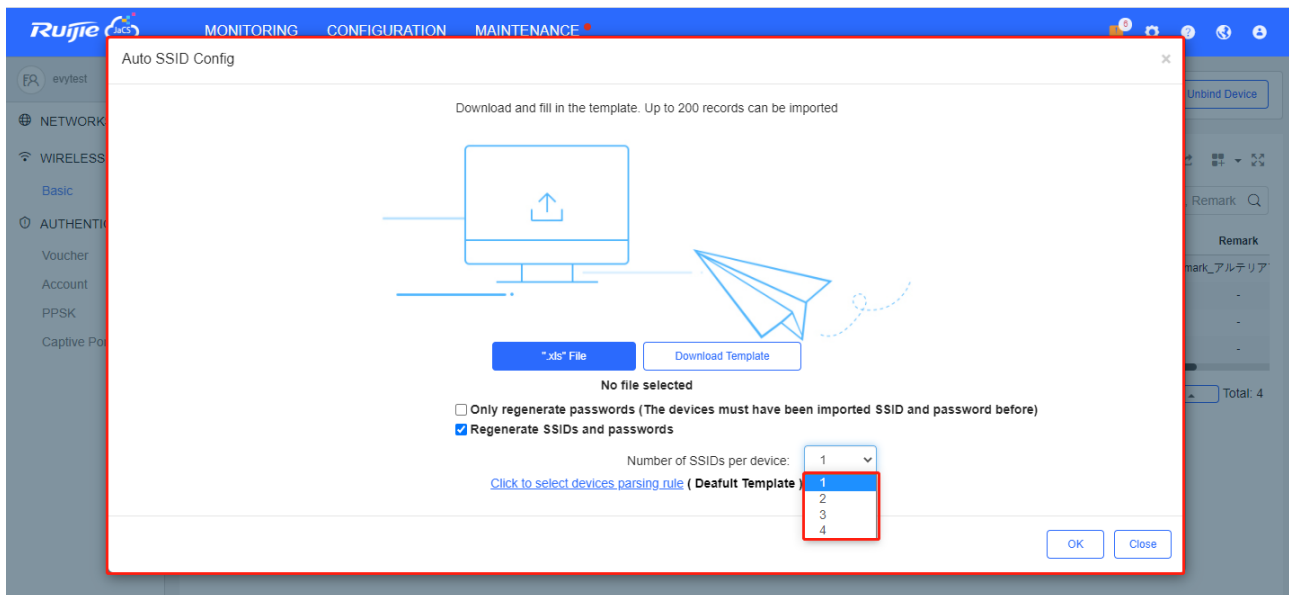 Ruijie JaCS MONITORING CONFIGURATION MAINTENANCE 6
evytest
Auto SSID Config
Unbind Device
NETWORK
WIRELESS
Basic
AUTHENTI
Voucher
Account
PPSK
Captive Por
Download and fill in the template. Up to 200 records can be imported
".xls" File
Download Template
No file selected
Only regenerate passwords (The devices must have been imported SSID and password before)
Regenerate SSIDs and passwords
Number of SSIDs per device: 1
Click to select devices parsing rule ( Deafult Template )
1
2
3
4
OK
Close
Remark
Remark
mark_アルテリア
-
-
-
Total: 4